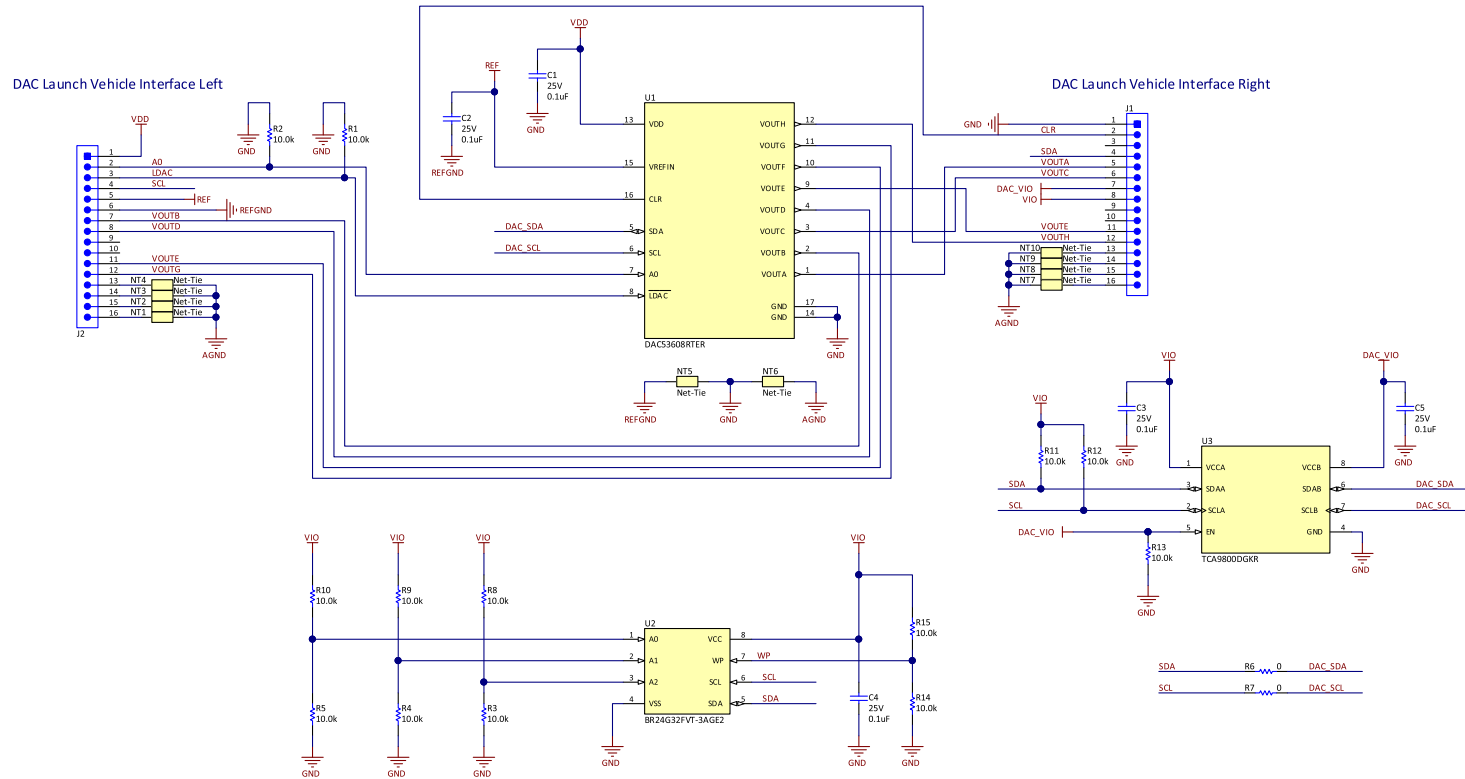 DAC Launch Vehicle Interface Left
DAC Launch Vehicle Interface Right
VDD
REF
C1
25V
0.1uF
GND
C2
25V
0.1uF
REFGND
VDD
GND
R2
10.0k
GND
R1
10.0k
1
2
3
4
5
6
7
8
9
10
11
12
13
14
15
16
A0
LDAC
SCL
REF
REFGND
VOUTB
VOUTD
VOUTE
VOUTG
NT4 Net-Tie
NT3 Net-Tie
NT2 Net-Tie
NT1 Net-Tie
J2
AGND
U1
13 VDD
15 VREFIN
16 CLR
DAC_SDA 5 SDA
DAC_SCL 6 SCL
7 A0
8 LDAC
VOUTH 12
VOUTG 11
VOUTF 10
VOUTE 9
VOUTD 4
VOUTC 3
VOUTB 2
VOUTA 1
GND 17
GND 14
DAC53608RTER
GND
J1
GND 1
CLR 2
3
SDA 4
VOUTA 5
VOUTC 6
DAC_VIO 7
VIO 8
9
10
VOUTE 11
VOUTH 12
NT10 Net-Tie 13
NT9 Net-Tie 14
NT8 Net-Tie 15
NT7 Net-Tie 16
AGND
NT5
Net-Tie
NT6
Net-Tie
REFGND
GND
AGND
VIO
DAC_VIO
VIO
C3
25V
0.1uF
GND
C5
25V
0.1uF
GND
R11
10.0k
R12
10.0k
U3
1 VCCA
SDA 3 SDAA
SCL 2 SCLA
DAC_VIO 5 EN
VCCB 8
SDAB 6 DAC_SDA
SCLB 7 DAC_SCL
GND 4
TCA9800DGKR
R13
10.0k
GND
GND
VIO
VIO
VIO
VIO
R10
10.0k
R9
10.0k
R8
10.0k
R5
10.0k
R4
10.0k
R3
10.0k
GND
GND
GND
U2
1 A0
2 A1
3 A2
4 VSS
VCC 8
WP 7 WP
SCL 6 SCL
SDA 5 SDA
BR24G32FVT-3AGE2
GND
C4
25V
0.1uF
GND
R15
10.0k
R14
10.0k
GND
SDA R6 0 DAC_SDA
SCL R7 0 DAC_SCL